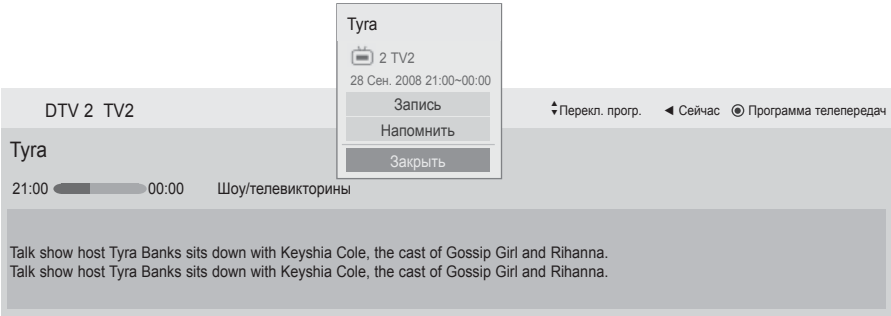 Tyra
2 TV2
28 Сен. 2008 21:00~00:00
Запись
Напомнить
Закрыть
DTV 2 TV2
Перекл. прогр. ◄ Сейчас ◉ Программа телепередач
Tyra
21:00 00:00 Шоу/телевикторины
Talk show host Tyra Banks sits down with Keyshia Cole, the cast of Gossip Girl and Rihanna.
Talk show host Tyra Banks sits down with Keyshia Cole, the cast of Gossip Girl and Rihanna.